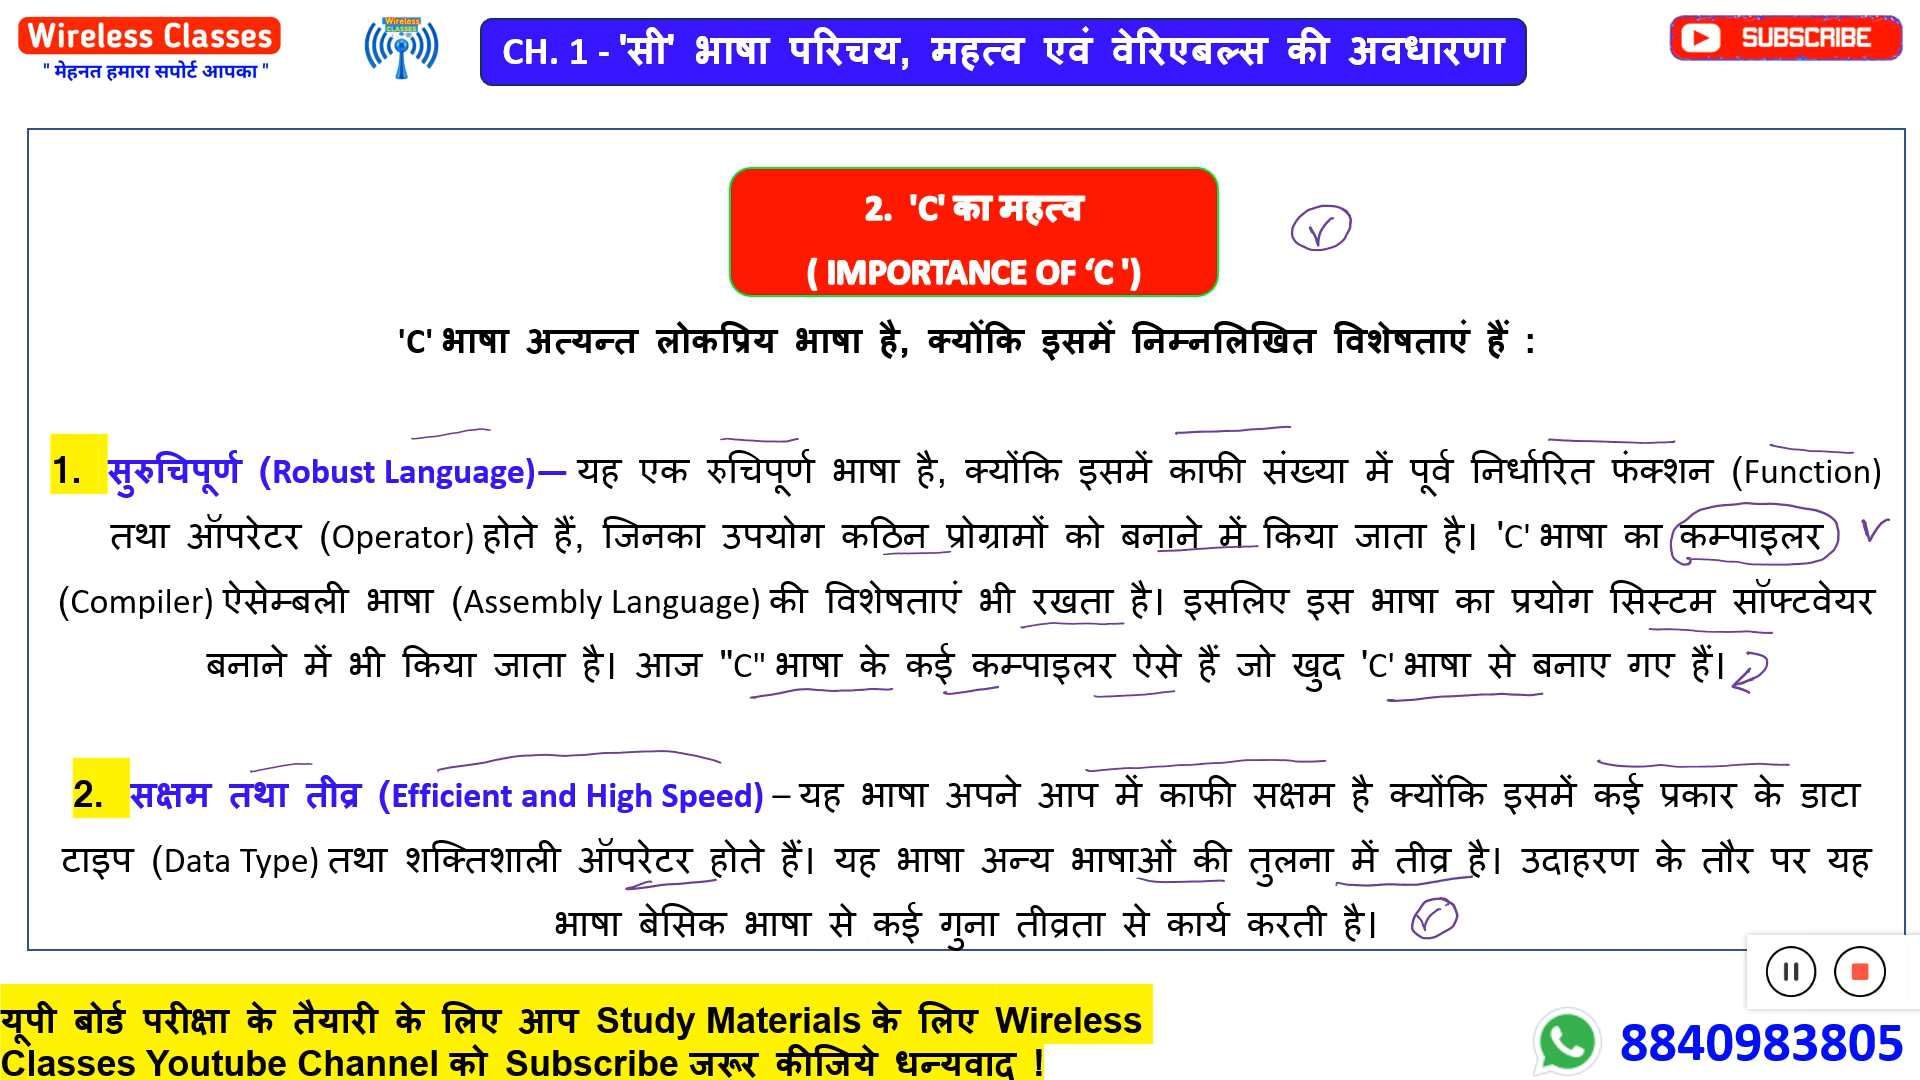 Wireless Classes
" मेहनत हमारा सपोर्ट आपका "
Wireless
CLASSES
CH. 1 - 'सी' भाषा परिचय, महत्व एवं वेरिएबल्स की अवधारणा
SUBSCRIBE
2. 'C' का महत्व
( IMPORTANCE OF ‘C ')
'C' भाषा अत्यन्त लोकप्रिय भाषा है, क्योंकि इसमें निम्नलिखित विशेषताएं हैं :
1. सुरुचिपूर्ण (Robust Language)— यह एक रुचिपूर्ण भाषा है, क्योंकि इसमें काफी संख्या में पूर्व निर्धारित फंक्शन (Function)
तथा ऑपरेटर (Operator) होते हैं, जिनका उपयोग कठिन प्रोग्रामों को बनाने में किया जाता है। 'C' भाषा का कम्पाइलर
(Compiler) ऐसेम्बली भाषा (Assembly Language) की विशेषताएं भी रखता है। इसलिए इस भाषा का प्रयोग सिस्टम सॉफ्टवेयर
बनाने में भी किया जाता है। आज "C" भाषा के कई कम्पाइलर ऐसे हैं जो खुद 'C' भाषा से बनाए गए हैं।
2. सक्षम तथा तीव्र (Efficient and High Speed) – यह भाषा अपने आप में काफी सक्षम है क्योंकि इसमें कई प्रकार के डाटा
टाइप (Data Type) तथा शक्तिशाली ऑपरेटर होते हैं। यह भाषा अन्य भाषाओं की तुलना में तीव्र है। उदाहरण के तौर पर यह
भाषा बेसिक भाषा से कई गुना तीव्रता से कार्य करती है।
यूपी बोर्ड परीक्षा के तैयारी के लिए आप Study Materials के लिए Wireless
Classes Youtube Channel को Subscribe जरूर कीजिये धन्यवाद !
8840983805